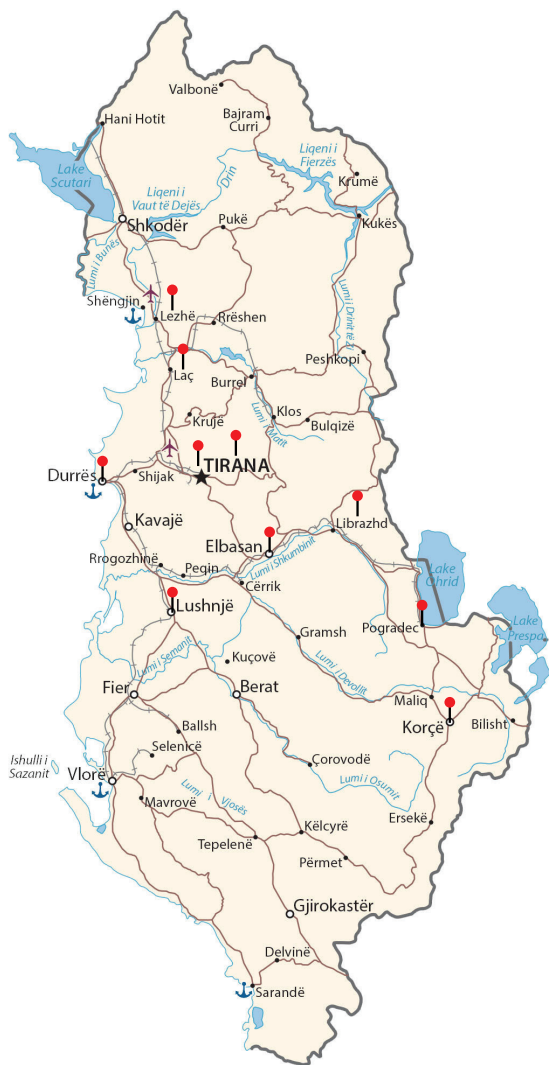 Valbonë
Bajram
Curri
Hani Hotit
Liqeni i
Fierzës
Krumë
Lake
Scutari
Drin
Liqeni i
Vaut të Dejës
Shkodër
Pukë
Kukës
Lumi i Bunës
Lumi i Drinit të Zi
Shëngjin
Lezhë
Rrëshen
Peshkopi
Laç
Burrel
Krujë
Klos
Bulqizë
Lumi i Matit
TIRANA
Durrës
Shijak
Kavajë
Elbasan
Librazhd
Rrogozhinë
Peqin
Lumi i Shkumbinit
Cërrik
Lake
Ohrid
Lushnjë
Gramsh
Pogradec
Lake
Prespa
Lumi i Semanit
Kuçovë
Lumi i Devollit
Fier
Berat
Maliq
Korçë
Bilisht
Ballsh
Selenicë
Ishulli i
Sazanit
Vlorë
Çorovodë
Lumi i Osumit
Mavrovë
Lumi i Vjosës
Ersekë
Tepelenë
Këlcyrë
Përmet
Gjirokastër
Delvinë
Sarandë